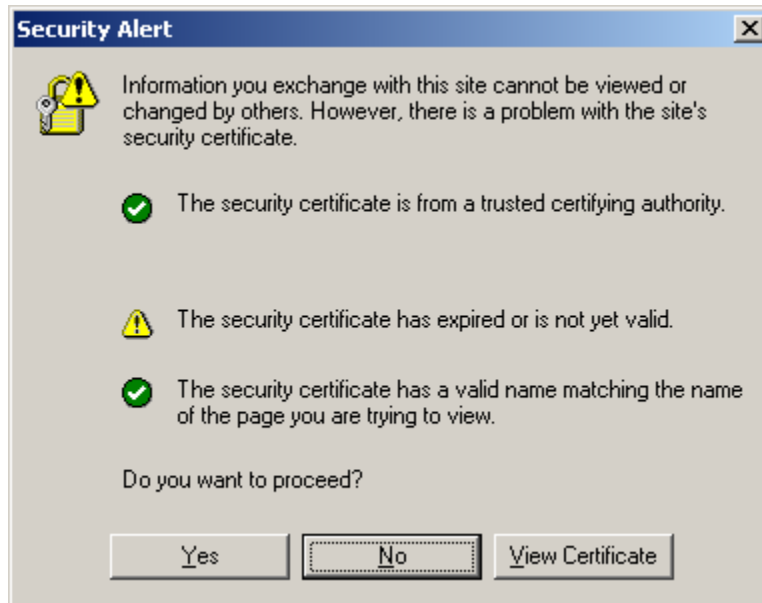 Security Alert
Information you exchange with this site cannot be viewed or
changed by others. However, there is a problem with the site's
security certificate.
The security certificate is from a trusted certifying authority.
The security certificate has expired or is not yet valid.
The security certificate has a valid name matching the name
of the page you are trying to view.
Do you want to proceed?
Yes No View Certificate